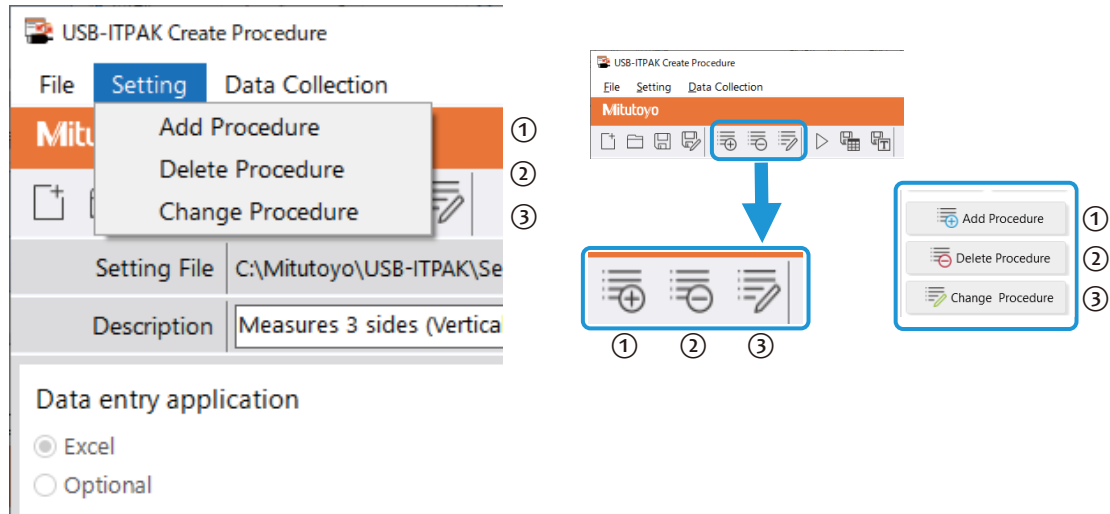 USB-ITPAK Create Procedure
File Setting Data Collection
Mitu
Add Procedure ①
Delete Procedure ②
Change Procedure ③
Setting File C:\Mitutoyo\USB-ITPAK\Se
Description Measures 3 sides (Vertica
Data entry application
Excel
Optional
USB-ITPAK Create Procedure
File Setting Data Collection
Mitutoyo
① ② ③
Add Procedure ①
Delete Procedure ②
Change Procedure ③